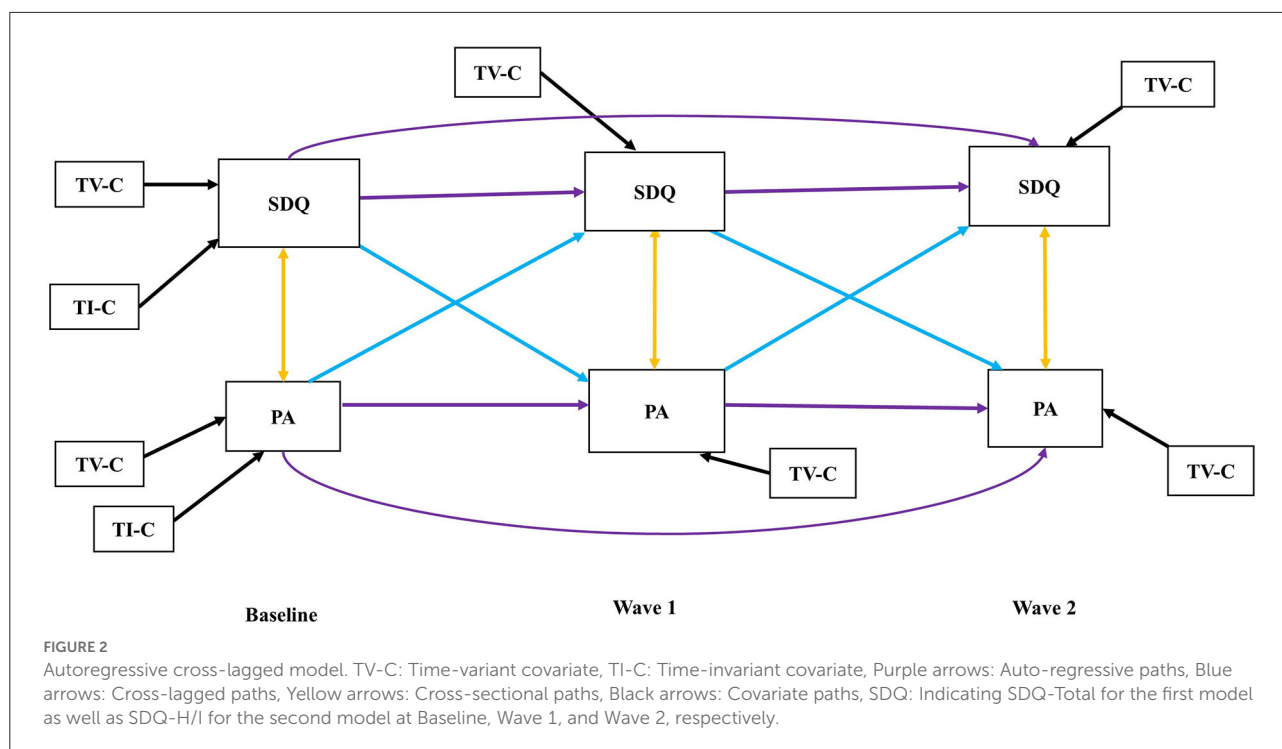 TV-C
TV-C
TV-C
SDQ
SDQ
SDQ
TI-C
PA
PA
PA
TV-C
TV-C
TV-C
TI-C
Baseline
Wave 1
Wave 2
FIGURE 2
Autoregressive cross-lagged model. TV-C: Time-variant covariate, TI-C: Time-invariant covariate, Purple arrows: Auto-regressive paths, Blue
arrows: Cross-lagged paths, Yellow arrows: Cross-sectional paths, Black arrows: Covariate paths, SDQ: Indicating SDQ-Total for the first model
as well as SDQ-H/I for the second model at Baseline, Wave 1, and Wave 2, respectively.